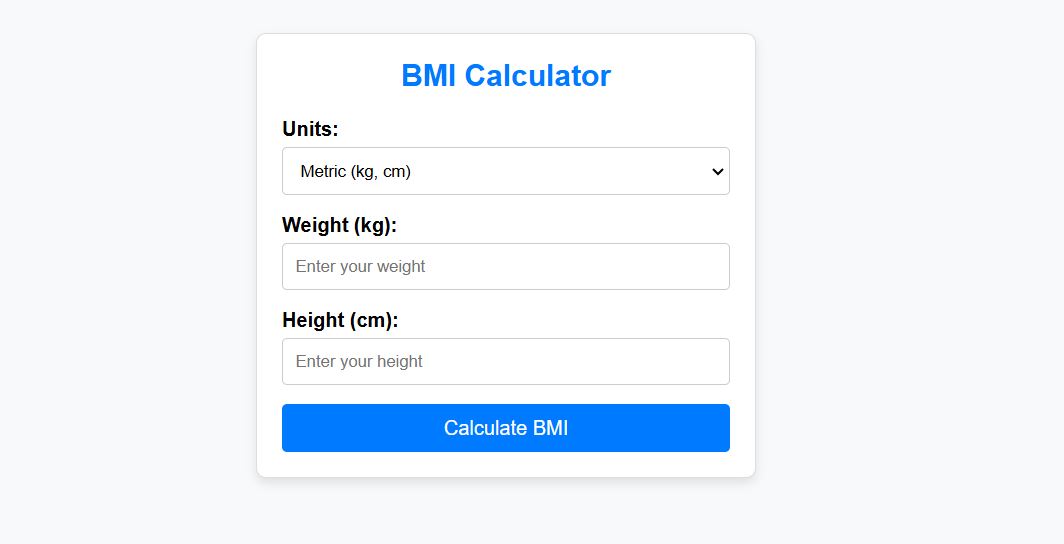 BMI Calculator
Units:
Metric (kg, cm)
Weight (kg):
Enter your weight
Height (cm):
Enter your height
Calculate BMI